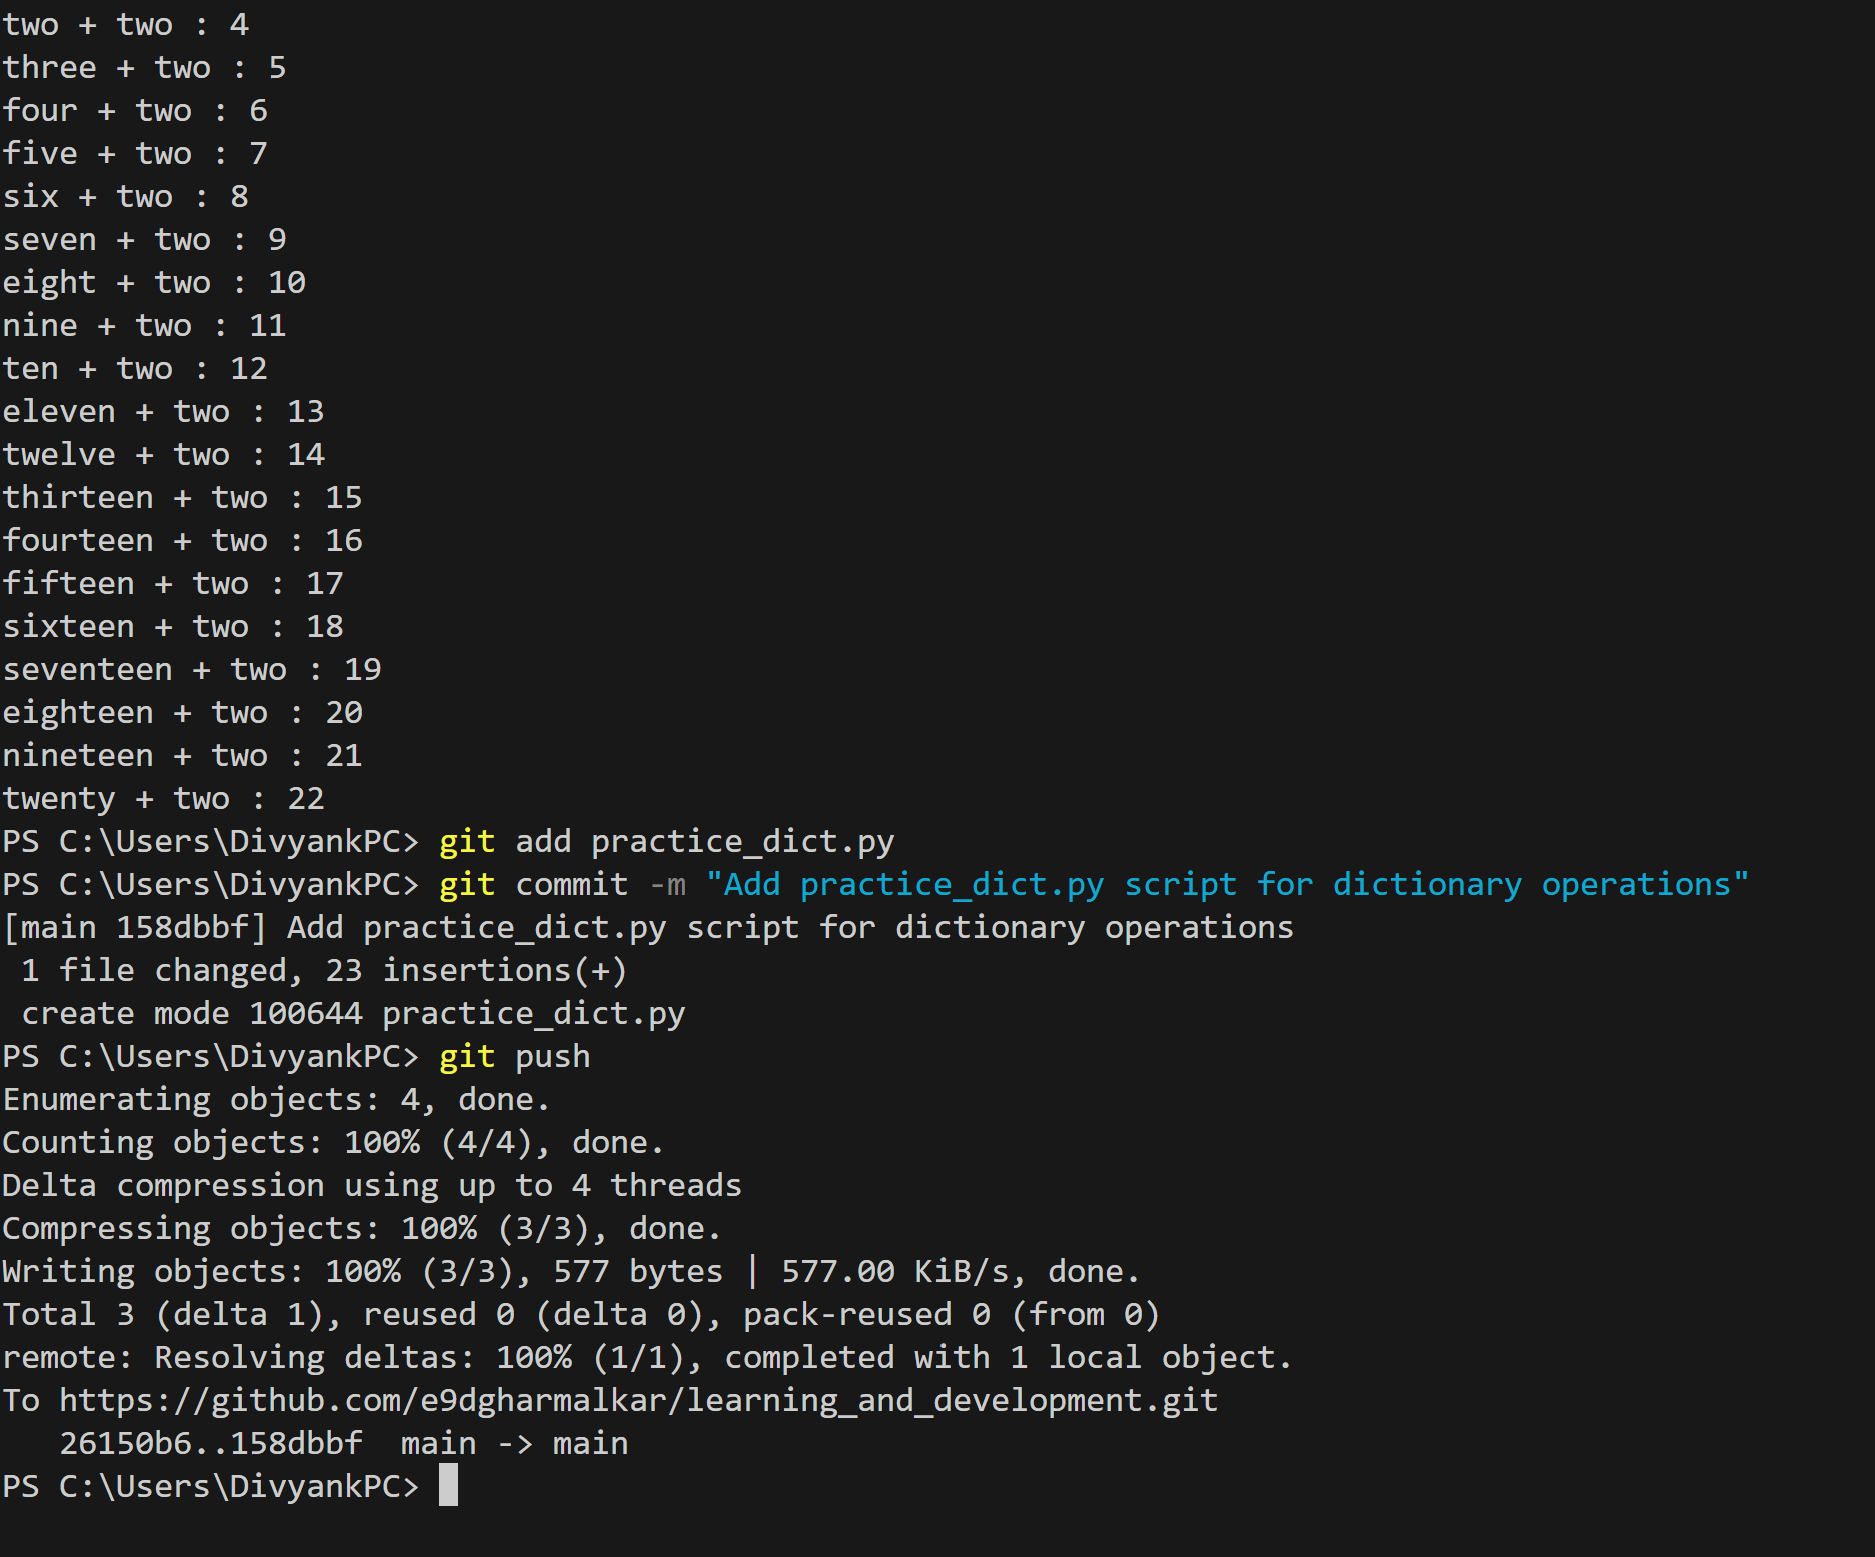 two + two : 4
three + two : 5
four + two : 6
five + two : 7
six + two : 8
seven + two : 9
eight + two : 10
nine + two : 11
ten + two : 12
eleven + two : 13
twelve + two : 14
thirteen + two : 15
fourteen + two : 16
fifteen + two : 17
sixteen + two : 18
seventeen + two : 19
eighteen + two : 20
nineteen + two : 21
twenty + two : 22
PS C:\Users\DivyankPC> git add practice_dict.py
PS C:\Users\DivyankPC> git commit -m "Add practice_dict.py script for dictionary operations"
[main 158dbbf] Add practice_dict.py script for dictionary operations
 1 file changed, 23 insertions(+)
 create mode 100644 practice_dict.py
PS C:\Users\DivyankPC> git push
Enumerating objects: 4, done.
Counting objects: 100% (4/4), done.
Delta compression using up to 4 threads
Compressing objects: 100% (3/3), done.
Writing objects: 100% (3/3), 577 bytes | 577.00 KiB/s, done.
Total 3 (delta 1), reused 0 (delta 0), pack-reused 0 (from 0)
remote: Resolving deltas: 100% (1/1), completed with 1 local object.
To https://github.com/e9dgharmalkar/learning_and_development.git
   26150b6..158dbbf  main -> main
PS C:\Users\DivyankPC>